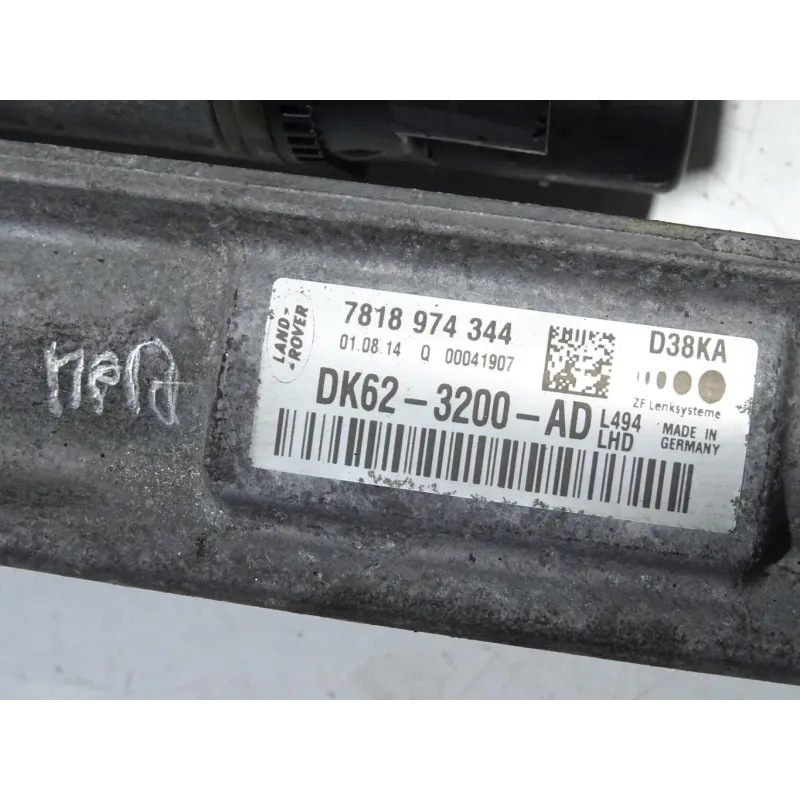 LAND-
ROVER
7818 974 344
01.08.14 Q 00041907
DK62-3200-AD
L494
LHD
D38KA
ZF Lenksysteme
MADE IN
GERMANY